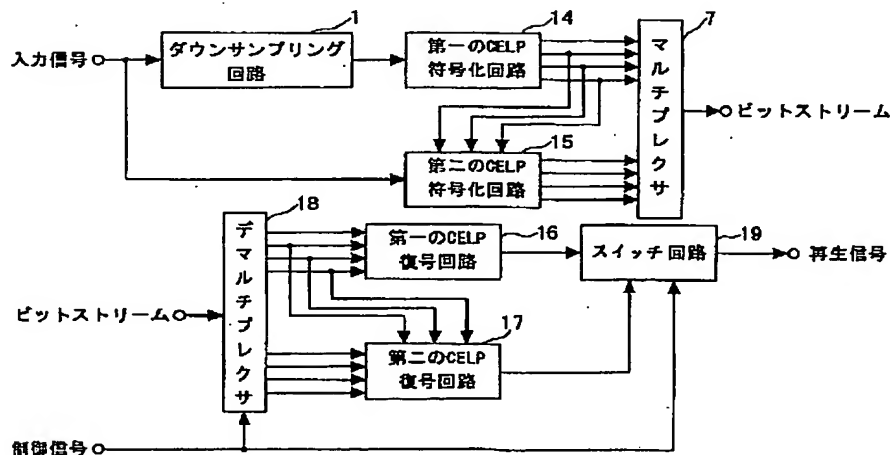 1
14
7
入力信号
ダウンサンプリング
回路
第一のCELP
符号化回路
マルチプレクサ
ビットストリーム
15
第二のCELP
符号化回路
18
デマルチプレクサ
16
第一のCELP
復号回路
19
スイッチ回路
再生信号
ビットストリーム
17
第二のCELP
復号回路
制御信号